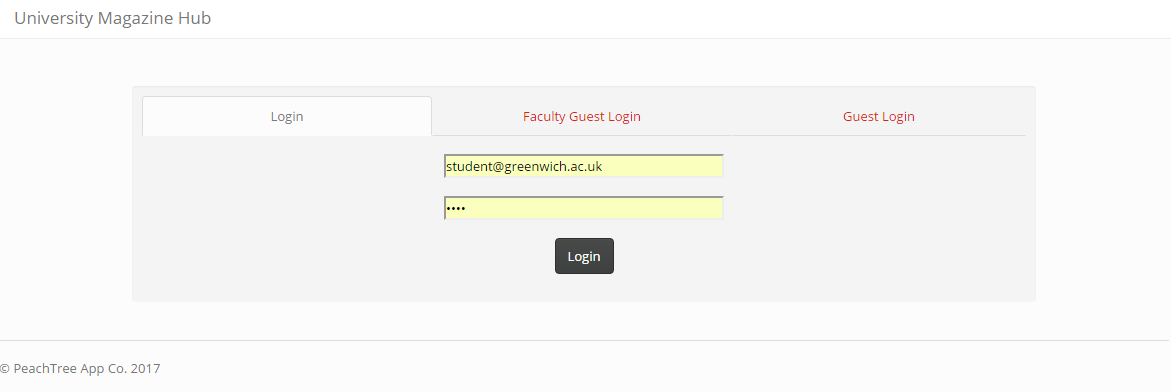 University Magazine Hub
Login Faculty Guest Login Guest Login
student@greenwich.ac.uk
••••
Login
© PeachTree App Co. 2017